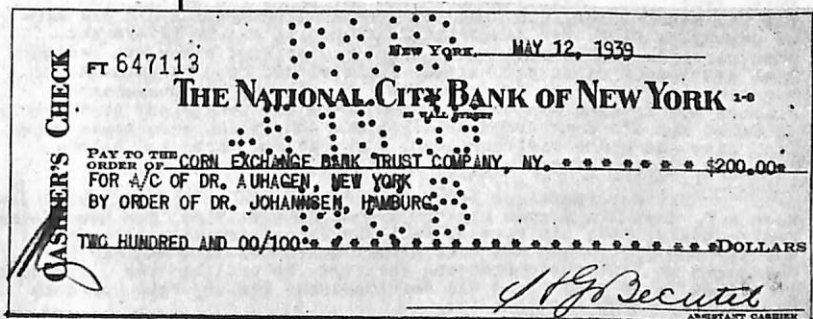 CASHIER'S CHECK
NEW YORK, MAY 12, 1939
FT 647113
THE NATIONAL CITY BANK OF NEW YORK 1-8
WALL STREET
PAY TO THE ORDER OF CORN EXCHANGE BANK TRUST COMPANY, NY. * * * * * * * $200.00*
FOR A/C OF DR. AUHAGEN, NEW YORK
BY ORDER OF DR. JOHANNSEN, HAMBURG.
TWO HUNDRED AND 00/100 * * * * * * * * * * * * * * * * * * * DOLLARS
ASSISTANT CASHIER